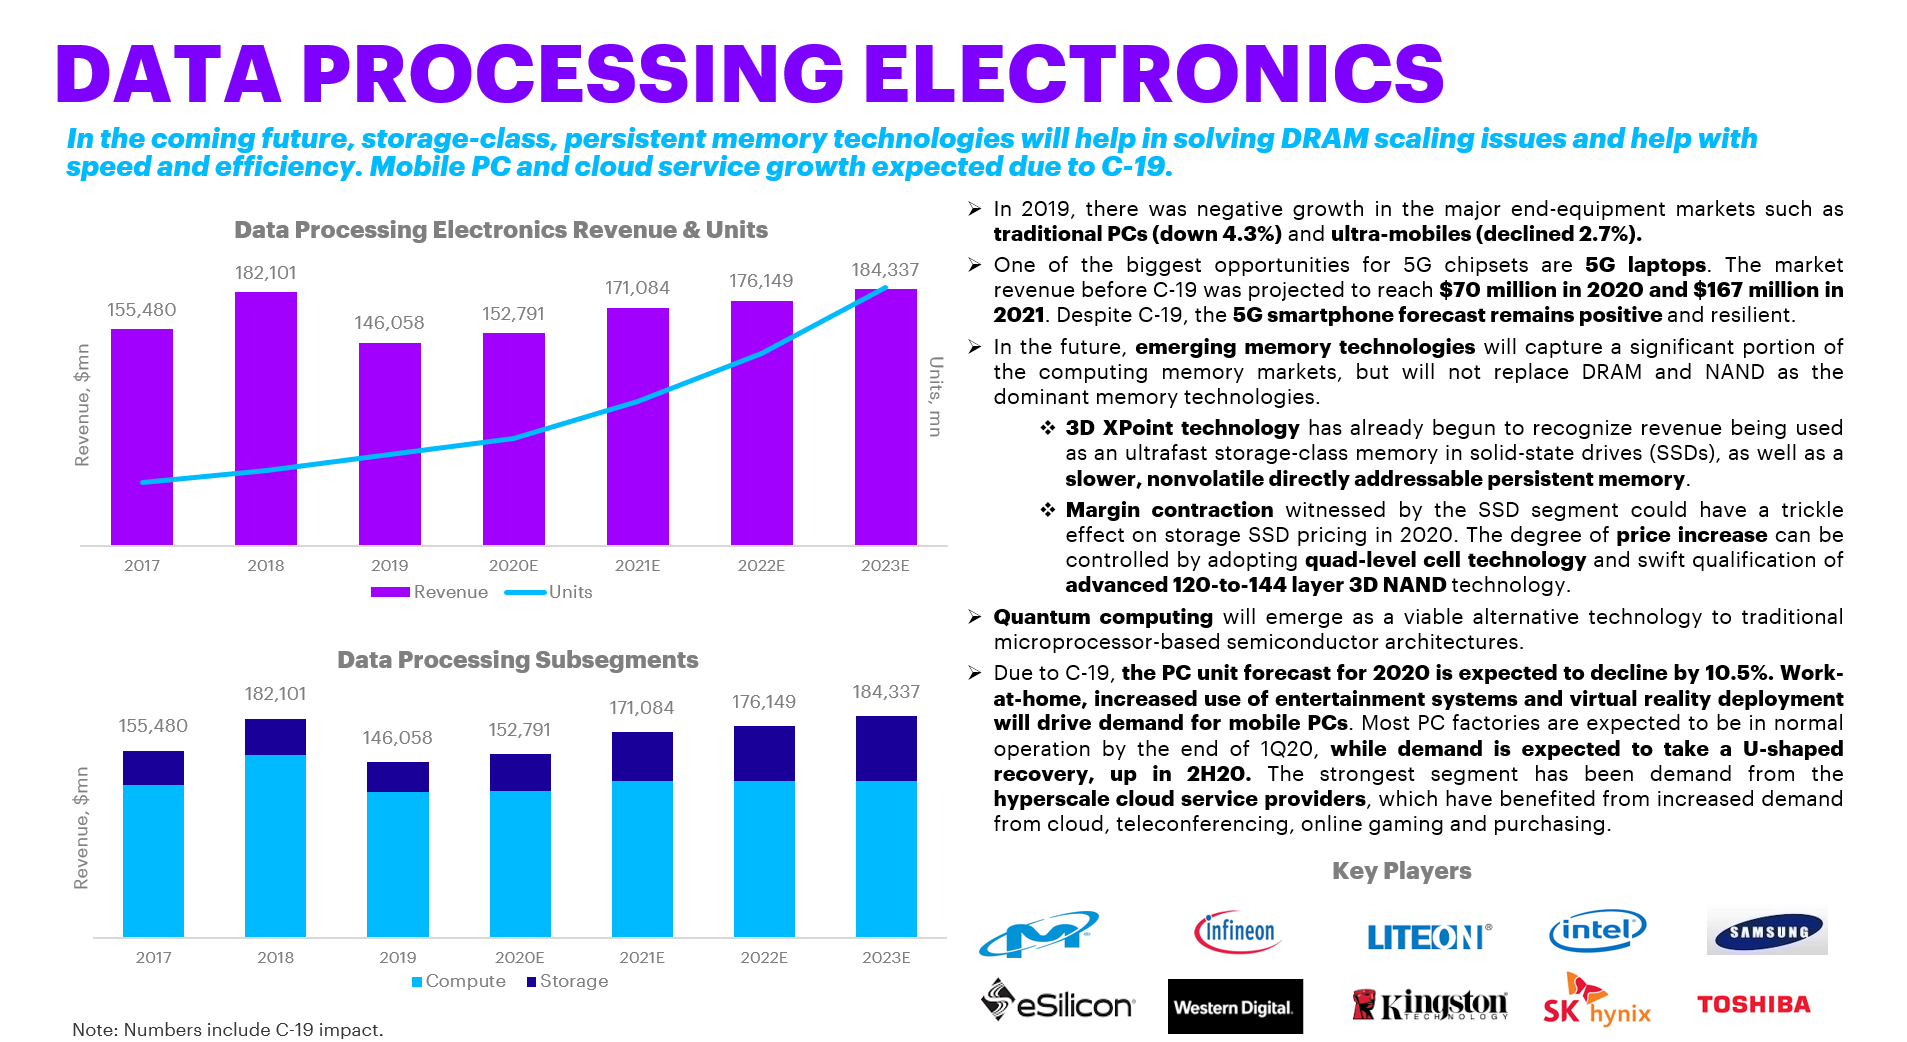 DATA PROCESSING ELECTRONICS
In the coming future, storage-class, persistent memory technologies will help in solving DRAM scaling issues and help with
speed and efficiency. Mobile PC and cloud service growth expected due to C-19.
Data Processing Electronics Revenue & Units
155,480
182,101
146,058
152,791
171,084
176,149
184,337
Revenue, $mn
Units, mn
2017 2018 2019 2020E 2021E 2022E 2023E
Revenue Units
Data Processing Subsegments
155,480
182,101
146,058
152,791
171,084
176,149
184,337
Revenue, $mn
2017 2018 2019 2020E 2021E 2022E 2023E
Compute Storage
Note: Numbers include C-19 impact.
In 2019, there was negative growth in the major end-equipment markets such as
traditional PCs (down 4.3%) and ultra-mobiles (declined 2.7%).
One of the biggest opportunities for 5G chipsets are 5G laptops. The market
revenue before C-19 was projected to reach $70 million in 2020 and $167 million in
2021. Despite C-19, the 5G smartphone forecast remains positive and resilient.
In the future, emerging memory technologies will capture a significant portion of
the computing memory markets, but will not replace DRAM and NAND as the
dominant memory technologies.
3D XPoint technology has already begun to recognize revenue being used
as an ultrafast storage-class memory in solid-state drives (SSDs), as well as a
slower, nonvolatile directly addressable persistent memory.
Margin contraction witnessed by the SSD segment could have a trickle
effect on storage SSD pricing in 2020. The degree of price increase can be
controlled by adopting quad-level cell technology and swift qualification of
advanced 120-to-144 layer 3D NAND technology.
Quantum computing will emerge as a viable alternative technology to traditional
microprocessor-based semiconductor architectures.
Due to C-19, the PC unit forecast for 2020 is expected to decline by 10.5%. Work-
at-home, increased use of entertainment systems and virtual reality deployment
will drive demand for mobile PCs. Most PC factories are expected to be in normal
operation by the end of 1Q20, while demand is expected to take a U-shaped
recovery, up in 2H20. The strongest segment has been demand from the
hyperscale cloud service providers, which have benefited from increased demand
from cloud, teleconferencing, online gaming and purchasing.
Key Players
M infineon LITEON® intel SAMSUNG
eSilicon Western Digital. Kingston TECHNOLOGY SK hynix TOSHIBA